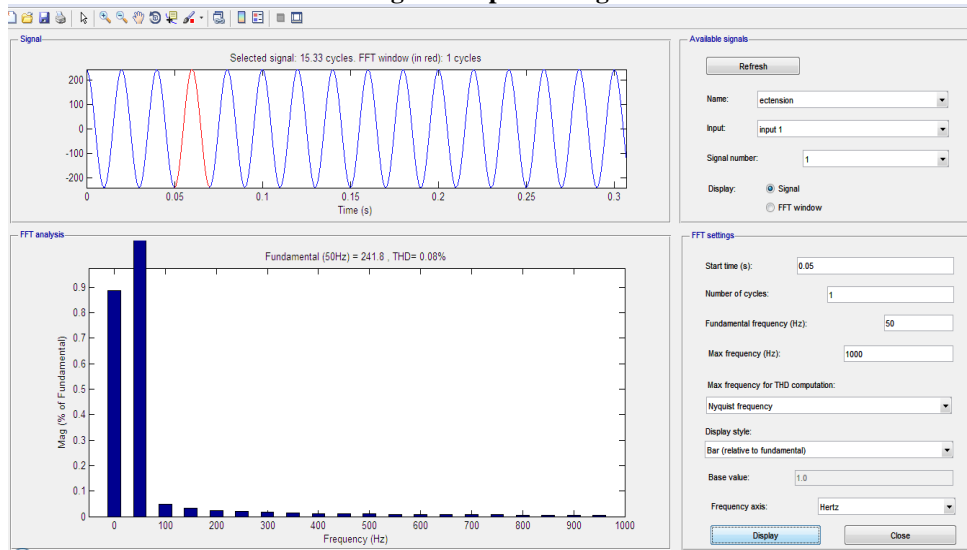 Signal
Selected signal: 15.33 cycles. FFT window (in red): 1 cycles
200
100
0
-100
-200
0 0.05 0.1 0.15 0.2 0.25 0.3
Time (s)
Available signals
Refresh
Name: ectension
Input: input 1
Signal number: 1
Display: Signal
FFT window
FFT analysis
Fundamental (50Hz) = 241.8 , THD= 0.08%
0.9
0.8
0.7
0.6
0.5
0.4
0.3
0.2
0.1
0
Mag (% of Fundamental)
0 100 200 300 400 500 600 700 800 900 1000
Frequency (Hz)
FFT settings
Start time (s): 0.05
Number of cycles: 1
Fundamental frequency (Hz): 50
Max frequency (Hz): 1000
Max frequency for THD computation:
Nyquist frequency
Display style:
Bar (relative to fundamental)
Base value: 1.0
Frequency axis: Hertz
Display Close